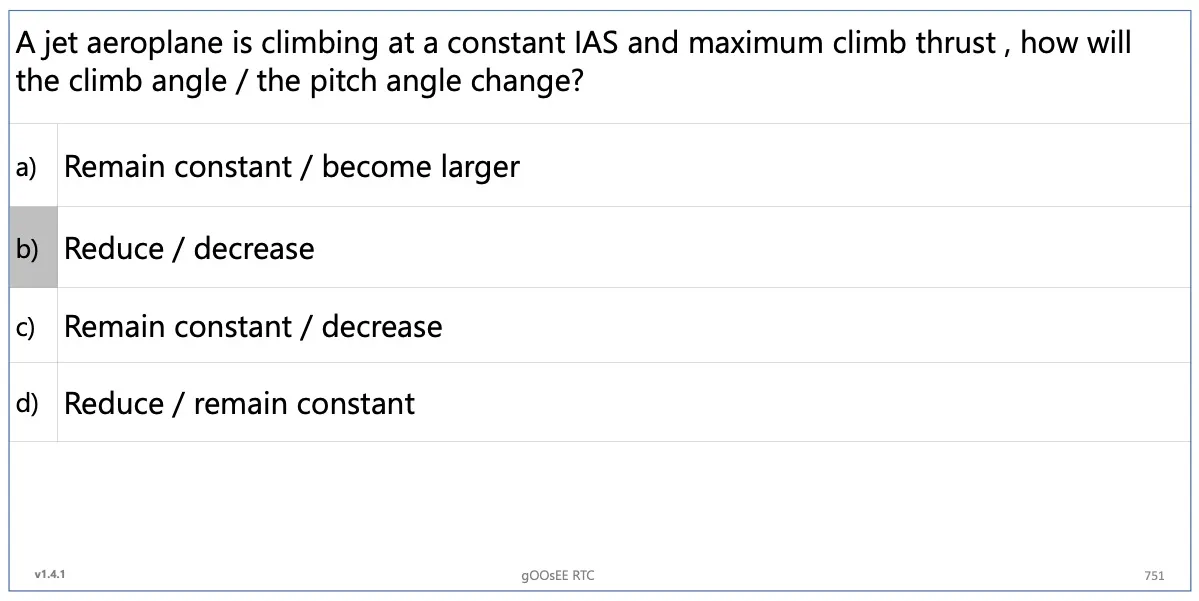 A jet aeroplane is climbing at a constant IAS and maximum climb thrust , how will
the climb angle / the pitch angle change?
a) Remain constant / become larger
b) Reduce / decrease
c) Remain constant / decrease
d) Reduce / remain constant
v1.4.1 gOOsEE RTC 751